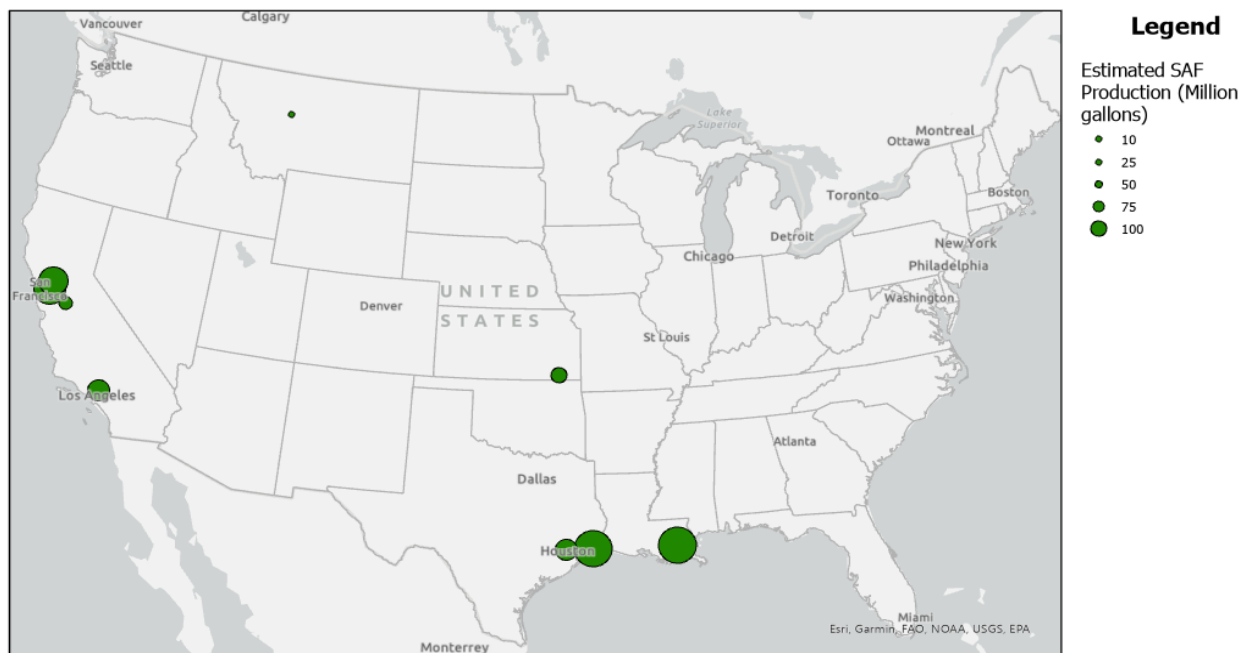 Calgary
Vancouver
Seattle
Lake
Superior
Montreal
Ottawa
Toronto
Boston
Detroit
Chicago
New York
Philadelphia
San
Francisco
Denver
UNITED
STATES
Washington
St Louis
Los Angeles
Atlanta
Dallas
Houston
Miami
Monterrey
Esri, Garmin, FAO, NOAA, USGS, EPA
Legend
Estimated SAF
Production (Million
gallons)
10
25
50
75
100